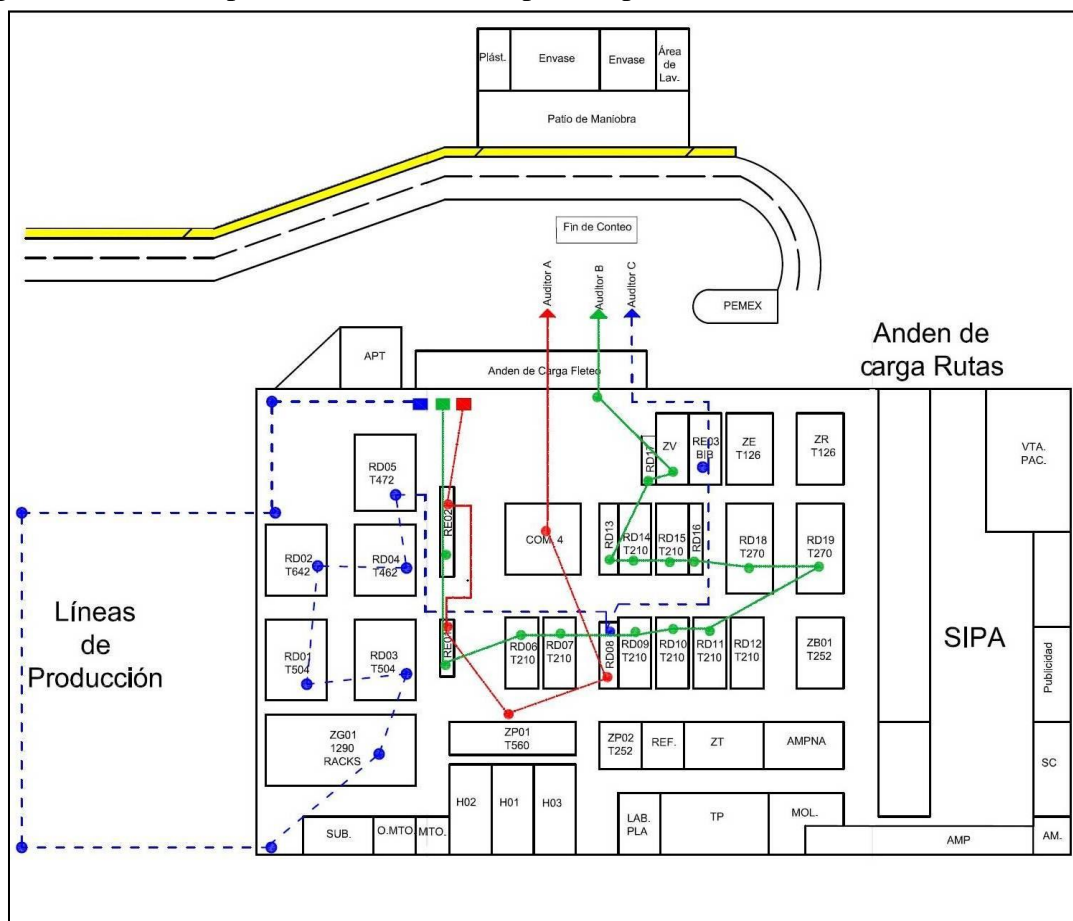 Plást.
Envase
Envase
Área
de
Lav.
Patio de Maniobra
Fin de Conteo
Auditor A
Auditor B
Auditor C
PEMEX
Anden de
carga Rutas
APT
Anden de Carga Fleteo
RD05
T472
RE02
RD17
ZV
RE03
BIB
ZE
T126
ZR
T126
VTA.
PAC.
RD02
T642
RD04
T462
COM. 4
RD13
RD14
T210
RD15
T210
RD16
RD18
T270
RD19
T270
Líneas
de
Producción
RD01
T504
RD03
T504
RE01
RD06
T210
RD07
T210
RD08
RD09
T210
RD10
T210
RD11
T210
RD12
T210
ZB01
T252
SIPA
Publicidad
ZG01
1290
RACKS
ZP01
T560
ZP02
T252
REF.
ZT
AMPNA
SC
H02
H01
H03
SUB.
O.MTO.
MTO.
LAB.
PLA
TP
MOL.
AMP
AM.